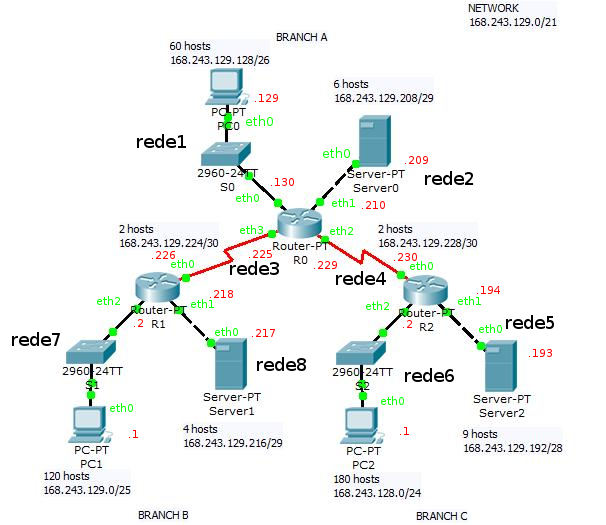 NETWORK
168.243.129.0/21
BRANCH A
60 hosts
168.243.129.128/26
6 hosts
168.243.129.208/29
.129
PC-PT
PC0
eth0
rede1
2960-24TT
S0
.130
eth0
eth0
.209
Server-PT
Server0
rede2
eth1
.210
eth3
eth2
Router-PT
R0
2 hosts
168.243.129.224/30
.226
eth0
.225
rede3
.229
rede4
2 hosts
168.243.129.228/30
.230
eth0
.218
eth1
eth2
Router-PT
R1
.2
.194
eth1
eth2
Router-PT
R2
.2
rede7
2960-24TT
S1
eth0
.217
rede8
Server-PT
Server1
eth0
.1
PC-PT
PC1
120 hosts
168.243.129.0/25
4 hosts
168.243.129.216/29
BRANCH B
2960-24TT
S2
rede6
eth0
rede5
.193
Server-PT
Server2
eth0
.1
PC-PT
PC2
180 hosts
168.243.128.0/24
9 hosts
168.243.129.192/28
BRANCH C